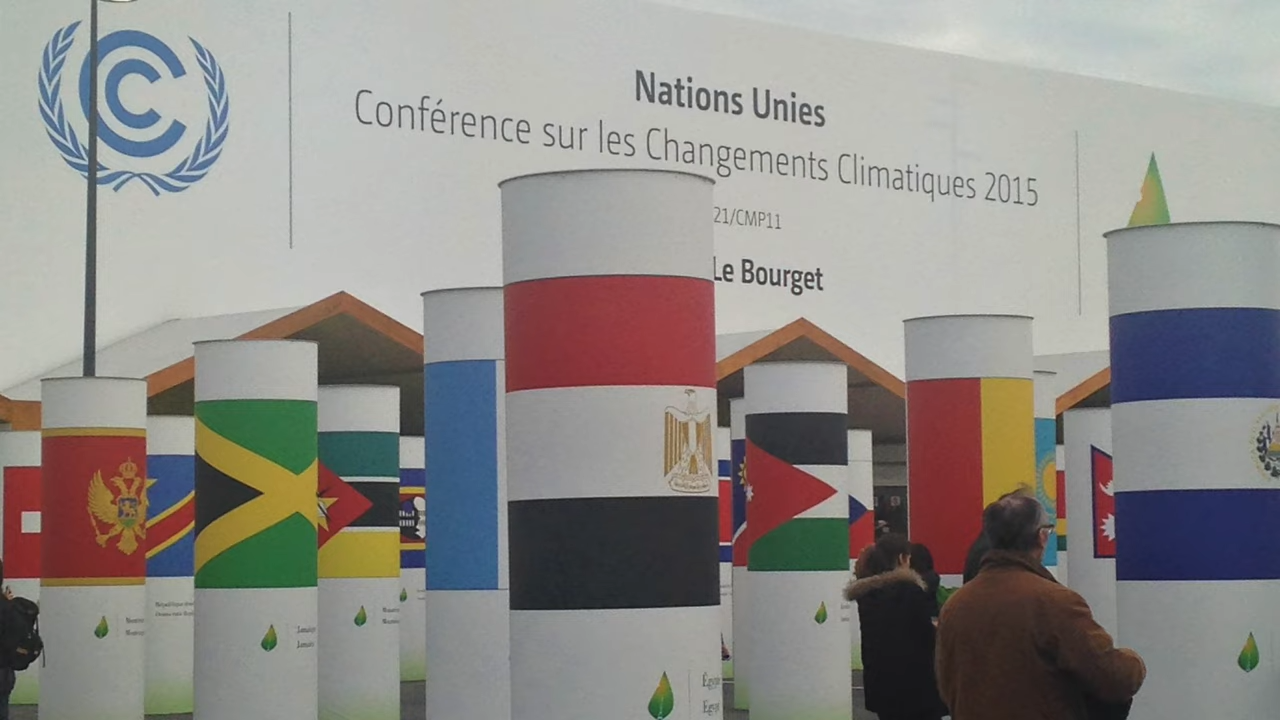 Nations Unies
Conférence sur les Changements Climatiques 2015
21/CMP11
Le Bourget